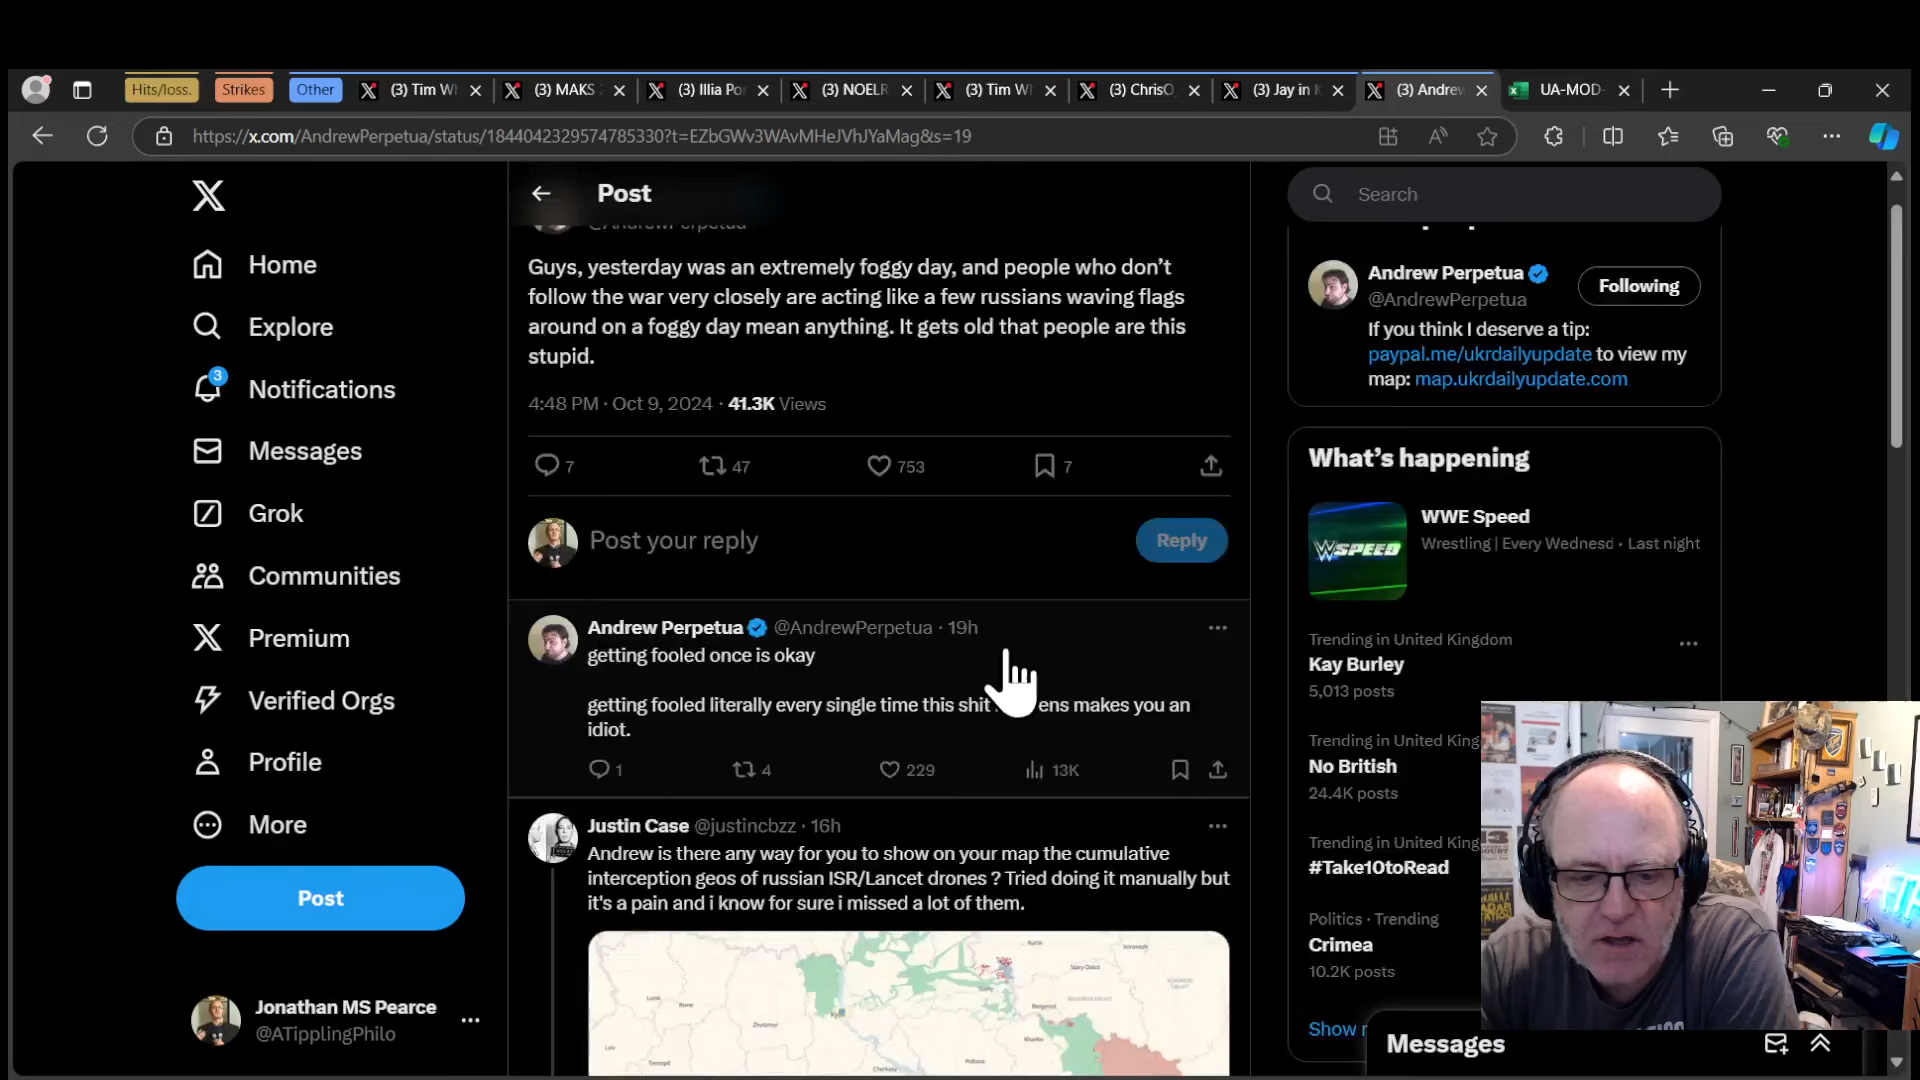 Hits/loss.
Strikes
Other
(3) Tim W
(3) MAKS
(3) Illia Po
(3) NOELR
(3) Tim W
(3) ChrisO_
(3) Jay in K
(3) Andrew
UA-MOD-
https://x.com/AndrewPerpetua/status/1844042329574785330?t=EZbGWv3WAvMHeJVhJYaMag&s=19
Home
Explore
3
Notifications
Messages
Grok
Communities
Premium
Verified Orgs
Profile
More
Post
Jonathan MS Pearce
@ATipplingPhilo
Post
@AndrewPerpetua
Guys, yesterday was an extremely foggy day, and people who don't
follow the war very closely are acting like a few russians waving flags
around on a foggy day mean anything. It gets old that people are this
stupid.
4:48 PM · Oct 9, 2024 · 41.3K Views
7
47
753
7
Post your reply
Reply
Andrew Perpetua @AndrewPerpetua · 19h
getting fooled once is okay
getting fooled literally every single time this shit ens makes you an
idiot.
1
4
229
13K
Justin Case @justincbzz · 16h
Andrew is there any way for you to show on your map the cumulative
interception geos of russian ISR/Lancet drones ? Tried doing it manually but
it's a pain and i know for sure i missed a lot of them.
Search
Andrew Perpetua
@AndrewPerpetua
Following
If you think I deserve a tip:
paypal.me/ukrdailyupdate to view my
map: map.ukrdailyupdate.com
What's happening
WSPEED
WWE Speed
Wrestling | Every Wednesd · Last night
Trending in United Kingdom
Kay Burley
5,013 posts
Trending in United King
No British
24.4K posts
Trending in United King
#Take10toRead
Politics · Trending
Crimea
10.2K posts
Show
Messages